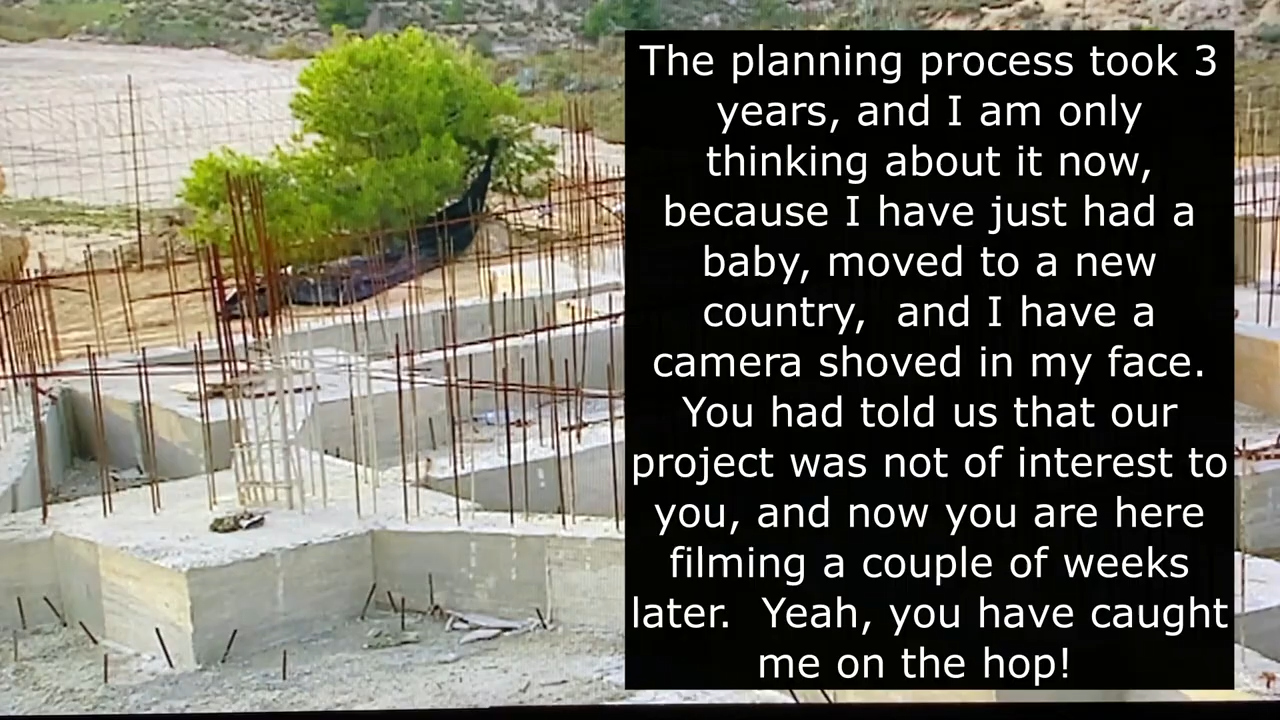 The planning process took 3
years, and I am only
thinking about it now,
because I have just had a
baby, moved to a new
country,  and I have a
camera shoved in my face.
You had told us that our
project was not of interest to
you, and now you are here
filming a couple of weeks
later.  Yeah, you have caught
me on the hop!